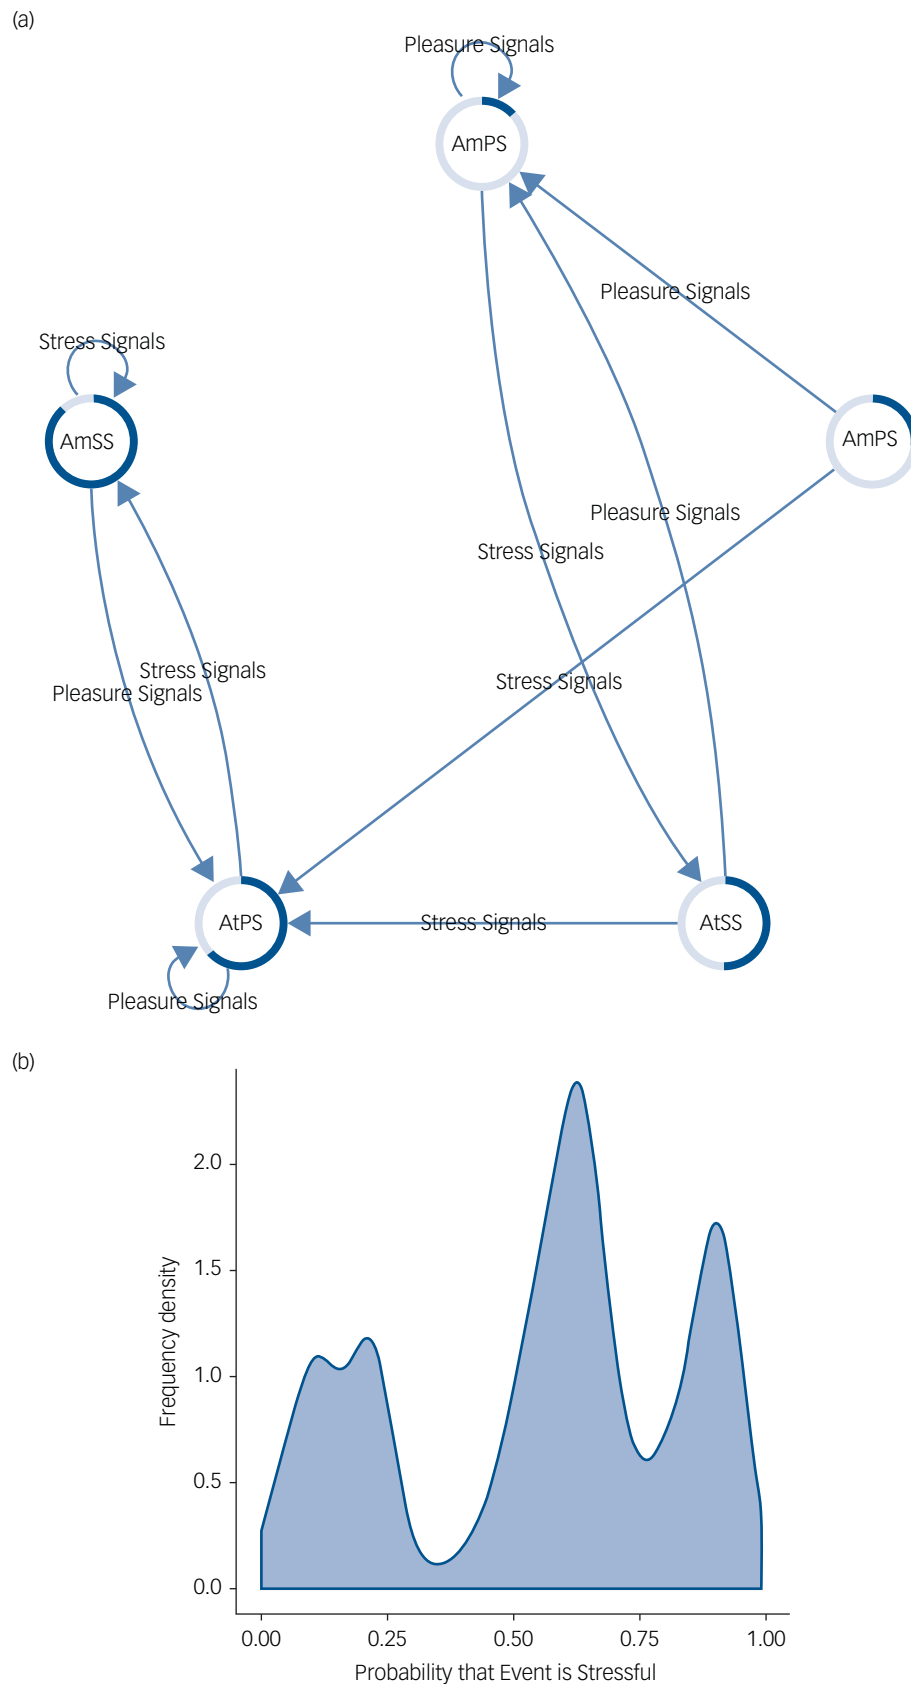 (a)
Pleasure Signals
AmPS
Pleasure Signals
Stress Signals
AmSS
AmPS
Pleasure Signals
Stress Signals
Stress Signals
Pleasure Signals
Stress Signals
AtPS
Stress Signals
AtSS
Pleasure Signals
(b)
2.0
1.5
1.0
0.5
0.0
Frequency density
0.00 0.25 0.50 0.75 1.00
Probability that Event is Stressful